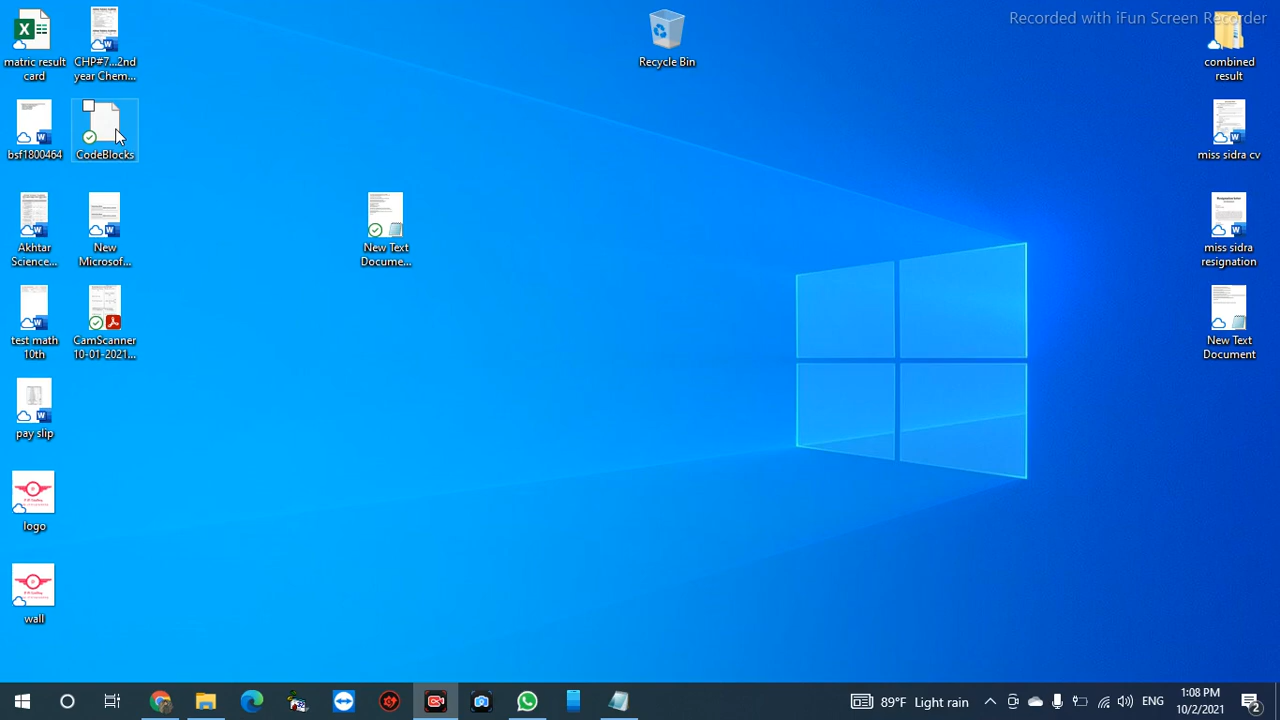 Recorded with iFun Screen Recorder
matric result
card
CHP#7...2nd
year Chem...
Recycle Bin
combined
result
bsf1800464
CodeBlocks
miss sidra cv
Akhtar
Science...
New
Microsof...
New Text
Docume...
miss sidra
resignation
test math
10th
CamScanner
10-01-2021...
New Text
Document
pay slip
logo
wall
89°F Light rain
ENG
1:08 PM
10/2/2021
2